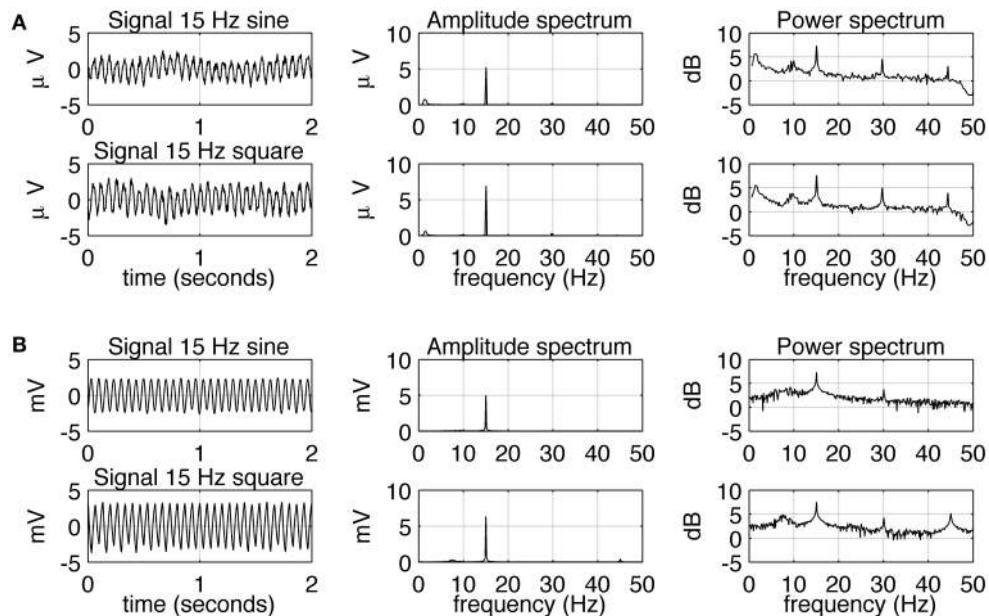 A
Signal 15 Hz sine
Amplitude spectrum
Power spectrum
μ V
5
0
-5
0 1 2
μ V
10
5
0
0 10 20 30 40 50
dB
10
5
0
-5
0 10 20 30 40 50
Signal 15 Hz square
μ V
5
0
-5
0 1 2
time (seconds)
μ V
10
5
0
0 10 20 30 40 50
frequency (Hz)
dB
10
5
0
-5
0 10 20 30 40 50
frequency (Hz)
B
Signal 15 Hz sine
Amplitude spectrum
Power spectrum
mV
5
0
-5
0 1 2
mV
10
5
0
0 10 20 30 40 50
dB
10
5
0
-5
0 10 20 30 40 50
Signal 15 Hz square
mV
5
0
-5
0 1 2
time (seconds)
mV
10
5
0
0 10 20 30 40 50
frequency (Hz)
dB
10
5
0
-5
0 10 20 30 40 50
frequency (Hz)